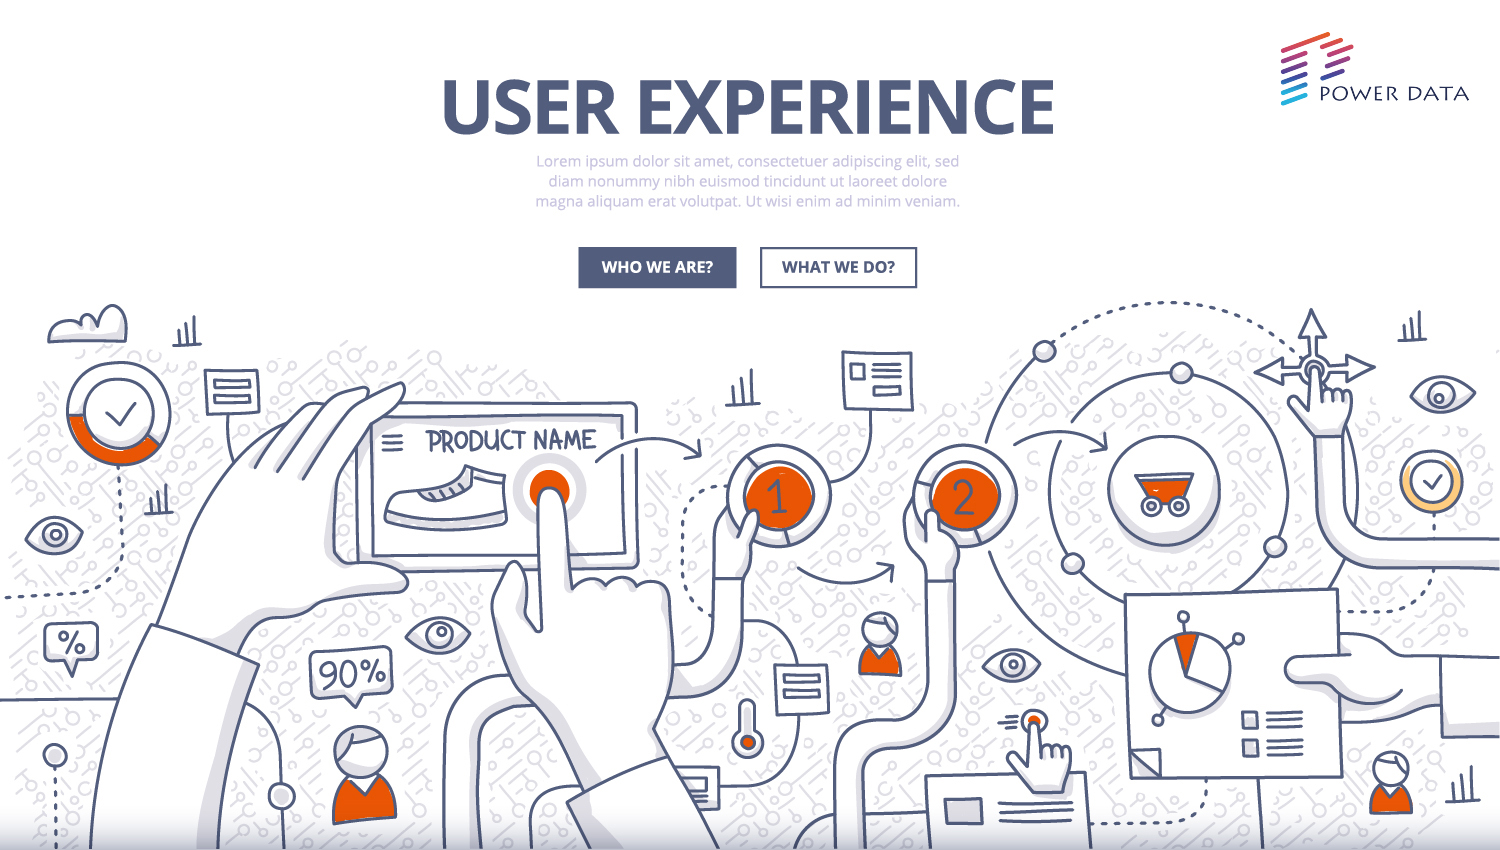 USER EXPERIENCE
POWER DATA
Lorem ipsum dolor sit amet, consectetuer adipiscing elit, sed
diam nonummy nibh euismod tincidunt ut laoreet dolore
magna aliquam erat volutpat. Ut wisi enim ad minim veniam.
WHO WE ARE?
WHAT WE DO?
PRODUCT NAME
1
2
%
90%